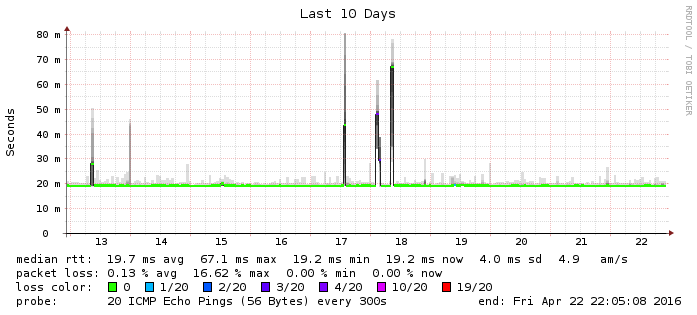 Last 10 Days
RRDTOOL / TOBI OETIKER
Seconds
80 m
70 m
60 m
50 m
40 m
30 m
20 m
10 m
0
13 14 15 16 17 18 19 20 21 22
median rtt: 19.7 ms avg 67.1 ms max 19.2 ms min 19.2 ms now 4.0 ms sd 4.9 am/s
packet loss: 0.13 % avg 16.62 % max 0.00 % min 0.00 % now
loss color: 0 1/20 2/20 3/20 4/20 10/20 19/20
probe: 20 ICMP Echo Pings (56 Bytes) every 300s end: Fri Apr 22 22:05:08 2016